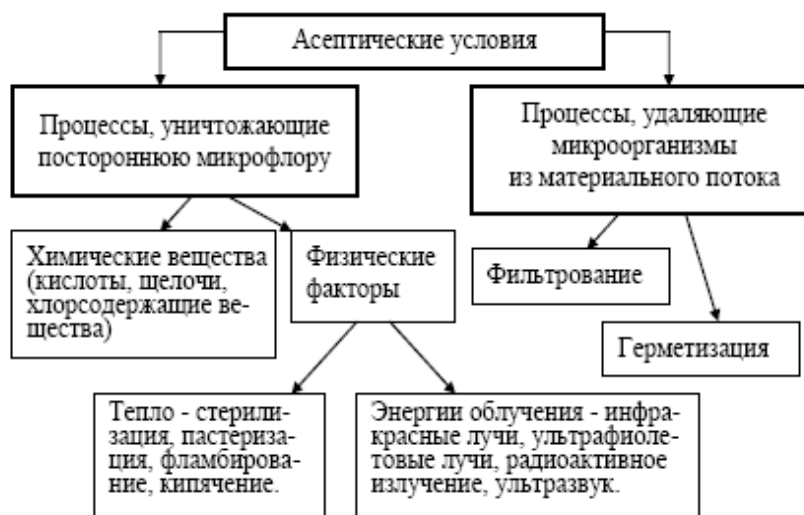 Асептические условия
Процессы, уничтожающие
постороннюю микрофлору
Процессы, удаляющие
микроорганизмы
из материального потока
Химические вещества
(кислоты, щелочи,
хлорсодержащие ве-
щества)
Физические
факторы
Фильтрование
Герметизация
Тепло - стерили-
зация, пастериза-
ция, фламбирова-
ние, кипячение.
Энергии облучения - инфра-
красные лучи, ультрафиоле-
товые лучи, радиоактивное
излучение, ультразвук.